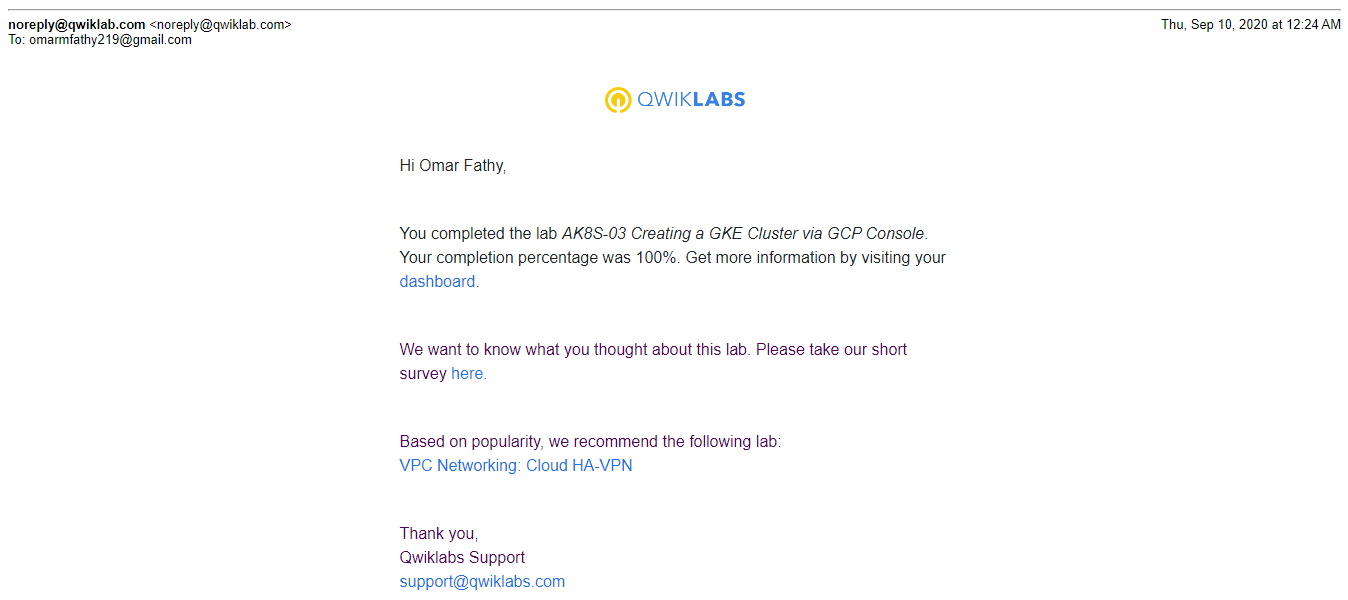 noreply@qwiklab.com <noreply@qwiklab.com>
Thu, Sep 10, 2020 at 12:24 AM
To: omarmfathy219@gmail.com
QWIKLABS
Hi Omar Fathy,
You completed the lab AK8S-03 Creating a GKE Cluster via GCP Console.
Your completion percentage was 100%. Get more information by visiting your
dashboard.
We want to know what you thought about this lab. Please take our short
survey here.
Based on popularity, we recommend the following lab:
VPC Networking: Cloud HA-VPN
Thank you,
Qwiklabs Support
support@qwiklabs.com